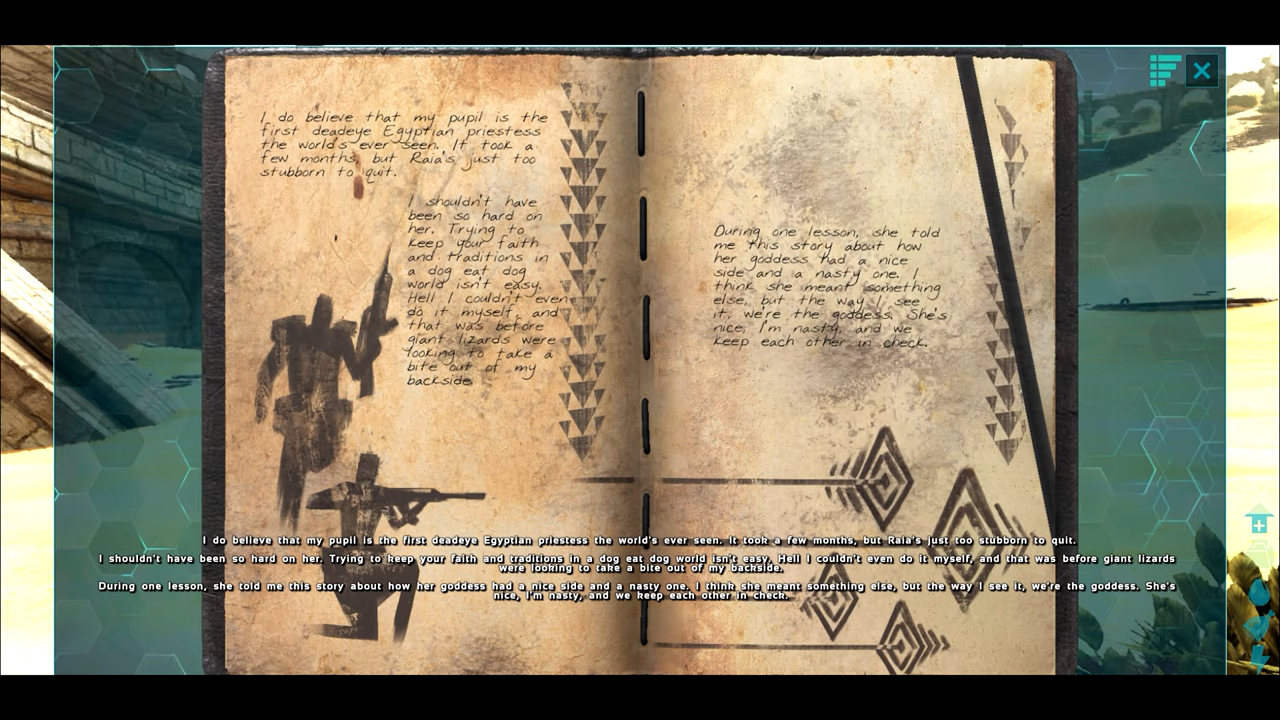 I do believe that my pupil is the
first deadeye Egyptian priestess
the world's ever seen. It took a
few months, but Raia's just too
stubborn to quit.
I shouldn't have
been so hard on
her. Trying to
keep your faith
and traditions in
a dog eat dog
world isn't easy.
Hell I couldn't even
do it myself, and
that was before
giant lizards were
looking to take a
bite out of my
backside.
During one lesson, she told
me this story about how
her goddess had a nice
side and a nasty one. I
think she meant something
else, but the way I see
it, we're the goddess. She's
nice, I'm nasty, and we
keep each other in check.
I do believe that my pupil is the first deadeye Egyptian priestess the world's ever seen. It took a few months, but Raia's just too stubborn to quit.
I shouldn't have been so hard on her. Trying to keep your faith and traditions in a dog eat dog world isn't easy. Hell I couldn't even do it myself, and that was before giant lizards
were looking to take a bite out of my backside.
During one lesson, she told me this story about how her goddess had a nice side and a nasty one. I think she meant something else, but the way I see it, we're the goddess. She's
nice, I'm nasty, and we keep each other in check.